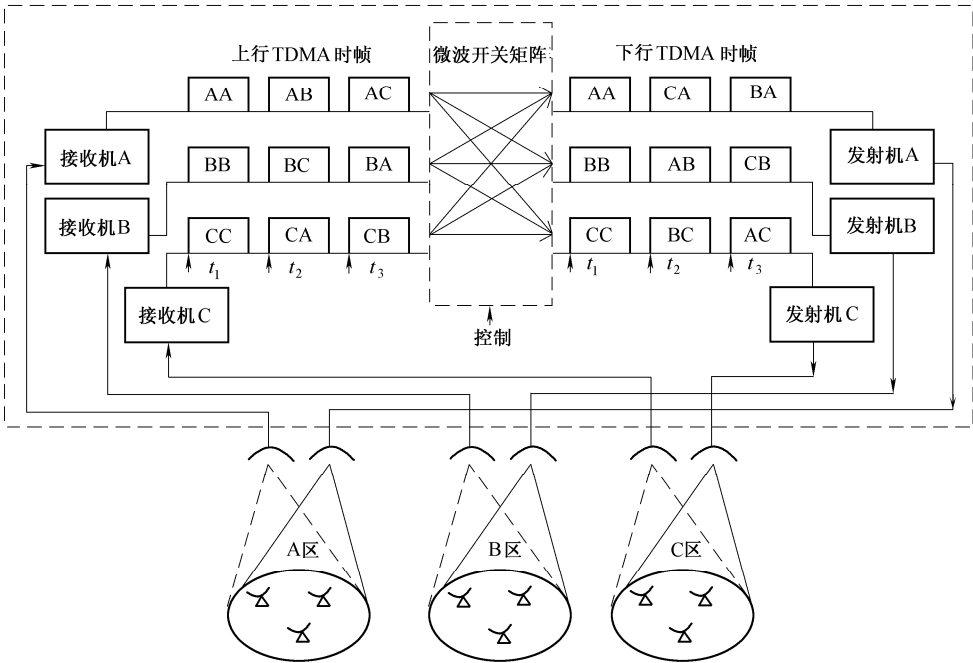 上行TDMA时帧
微波开关矩阵
下行TDMA时帧
AA
AB
AC
AA
CA
BA
接收机A
发射机A
BB
BC
BA
BB
AB
CB
接收机B
发射机B
CC
CA
CB
CC
BC
AC
t1
t2
t3
t1
t2
t3
接收机C
发射机C
控制
A区
B区
C区